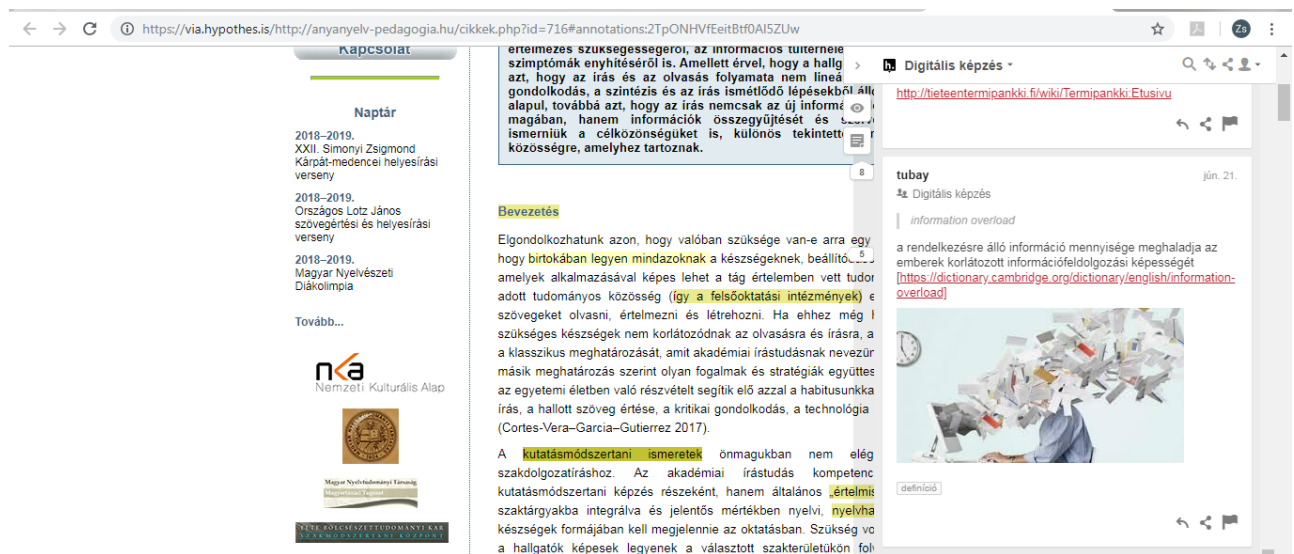 https://via.hypothes.is/http://anyanyelv-pedagogia.hu/cikkek.php?id=716#annotations:2TpONHVfEeitBtf0AI5ZUw
Zs
Kapcsolat
Naptár
2018–2019.
XXII. Simonyi Zsigmond
Kárpát-medencei helyesírási
verseny
2018–2019.
Országos Lotz János
szövegértési és helyesírási
verseny
2018–2019.
Magyar Nyelvészeti
Diákolimpia
Tovább...
nka
Nemzeti Kulturális Alap
Magyar Nyelvtudományi Társaság
Magyartanári Tagozat
ELTE BÖLCSÉSZETTUDOMÁNYI KAR
SZAKMÓDSZERTANI KÖZPONT
értelmezés szükségességéről, az információs túlterhele
szimptómák enyhítéséről is. Amellett érvel, hogy a hallg
azt, hogy az írás és az olvasás folyamata nem lineá
gondolkodás, a szintézis és az írás ismétlődő lépésekből áll
alapul, továbbá azt, hogy az írás nemcsak az új informá
magában, hanem információk összegyűjtését és
ismerniük a célközönségüket is, különös tekintett
közösségre, amelyhez tartoznak.
Bevezetés
Elgondolkozhatunk azon, hogy valóban szüksége van-e arra egy
hogy birtokában legyen mindazoknak a készségeknek, beállító
amelyek alkalmazásával képes lehet a tág értelemben vett tudor
adott tudományos közösség (így a felsőoktatási intézmények) e
szövegeket olvasni, értelmezni és létrehozni. Ha ehhez még h
szükséges készségek nem korlátozódnak az olvasásra és írásra, a
a klasszikus meghatározását, amit akadémiai írástudásnak nevezür
másik meghatározás szerint olyan fogalmak és stratégiák együttes
az egyetemi életben való részvételt segítik elő azzal a habitusunkka
írás, a hallott szöveg értése, a kritikai gondolkodás, a technológia
(Cortes-Vera–Garcia–Gutierrez 2017).
A kutatásmódszertani ismeretek önmagukban nem elég
szakdolgozatíráshoz. Az akadémiai írástudás kompetenc
kutatásmódszertani képzés részeként, hanem általános „értelmis
szaktárgyakba integrálva és jelentős mértékben nyelvi, nyelvha
készségek formájában kell megjelennie az oktatásban. Szükség vo
a hallgatók képesek legyenek a választott szakterületükön foly
8
5
h.
Digitális képzés
http://tieteentermipankki.fi/wiki/Termipankki:Etusivu
tubay
jún. 21.
Digitális képzés
information overload
a rendelkezésre álló információ mennyisége meghaladja az
emberek korlátozott információfeldolgozási képességét
[https://dictionary.cambridge.org/dictionary/english/information-
overload]
definíció